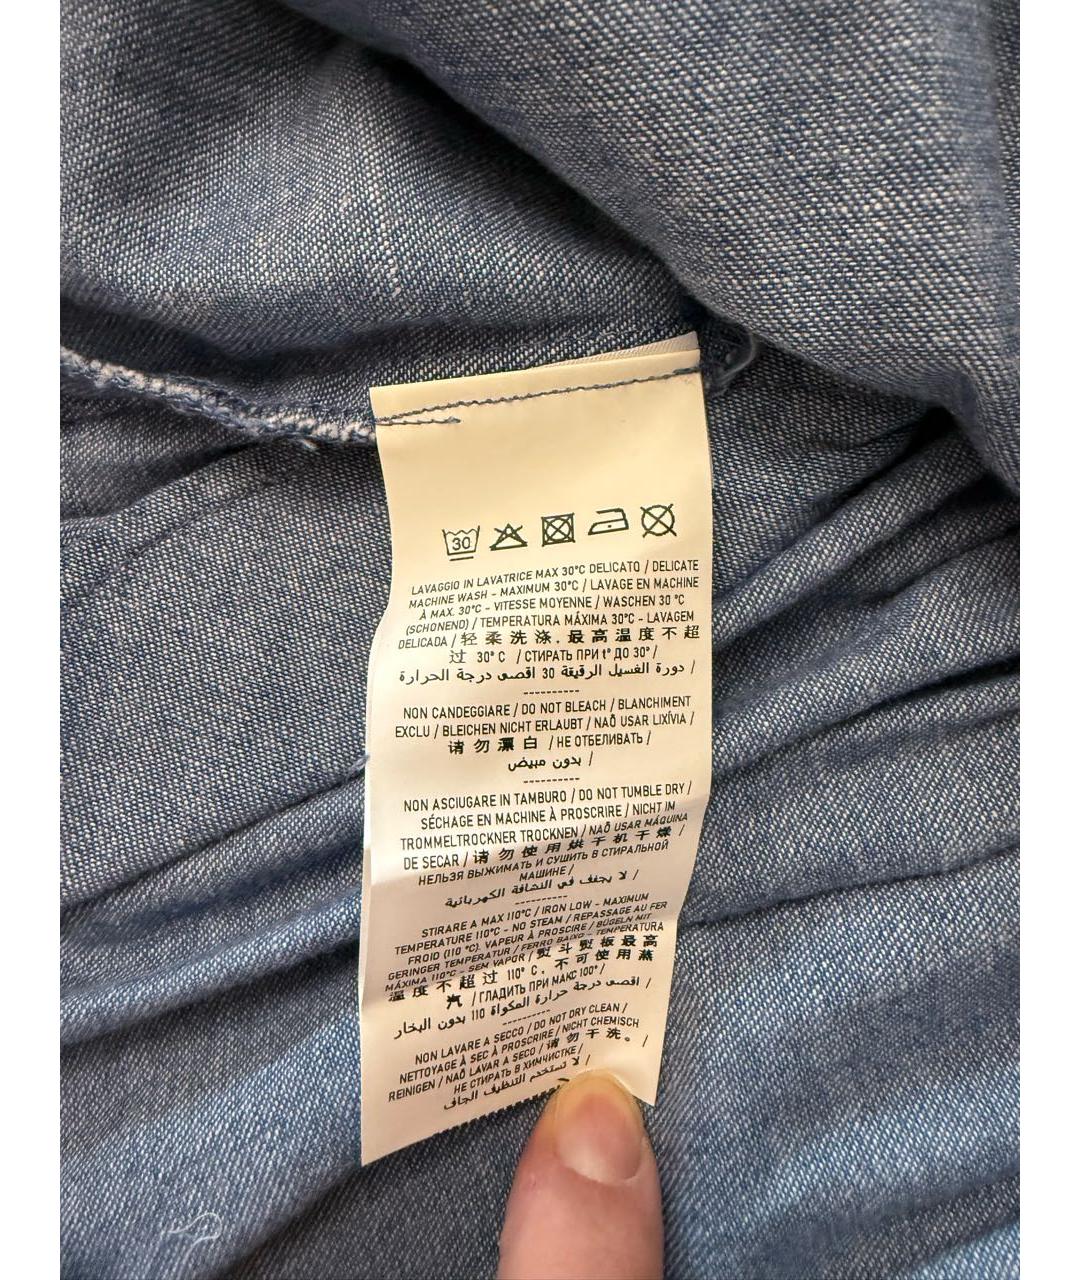 30
LAVAGGIO IN LAVATRICE MAX 30°C DELICATO / DELICATE
MACHINE WASH - MAXIMUM 30°C / LAVAGE EN MACHINE
À MAX. 30°C - VITESSE MOYENNE / WASCHEN 30 °C
(SCHONEND) / TEMPERATURA MÁXIMA 30°C - LAVAGEM
DELICADA / 轻柔洗涤, 最高温度不超
过 30° C / СТИРАТЬ ПРИ t° ДО 30° /
دورة الغسيل الرقيقة 30 اقصى درجة الحرارة /
----------
NON CANDEGGIARE / DO NOT BLEACH / BLANCHIMENT
EXCLU / BLEICHEN NICHT ERLAUBT / NAÕ USAR LIXÍVIA /
请勿漂白 / НЕ ОТБЕЛИВАТЬ /
بدون مبيض /
----------
NON ASCIUGARE IN TAMBURO / DO NOT TUMBLE DRY /
SÉCHAGE EN MACHINE À PROSCRIRE / NICHT IM
TROMMELTROCKNER TROCKNEN / NAÕ USAR MÁQUINA
DE SECAR / 请勿使用烘干机干燥 /
НЕЛЬЗЯ ВЫЖИМАТЬ И СУШИТЬ В СТИРАЛЬНОЙ
МАШИНЕ /
لا يجفف في النشافة الكهربائية /
----------
STIRARE A MAX 110°C / IRON LOW - MAXIMUM
TEMPERATURE 110°C - NO STEAM / REPASSAGE AU FER
FROID (110 °C). VAPEUR À PROSCIRE / BÜGELN MIT
GERINGER TEMPERATUR / FERRO BAIXO - TEMPERATURA
MÁXIMA 110°C - SEM VAPOR / 熨斗熨板最高
温度不超过 110° C, 不可使用蒸
汽 / ГЛАДИТЬ ПРИ МАКС 100° /
اقصى درجة حرارة المكواة 110 بدون البخار /
----------
NON LAVARE A SECCO / DO NOT DRY CLEAN /
NETTOYAGE À SEC À PROSCRIRE / NICHT CHEMISCH
REINIGEN / NAÕ LAVAR A SECO / 请勿干洗。 /
НЕ СТИРАТЬ В ХИМЧИСТКЕ /
لا تستخدم التنظيف الجاف /